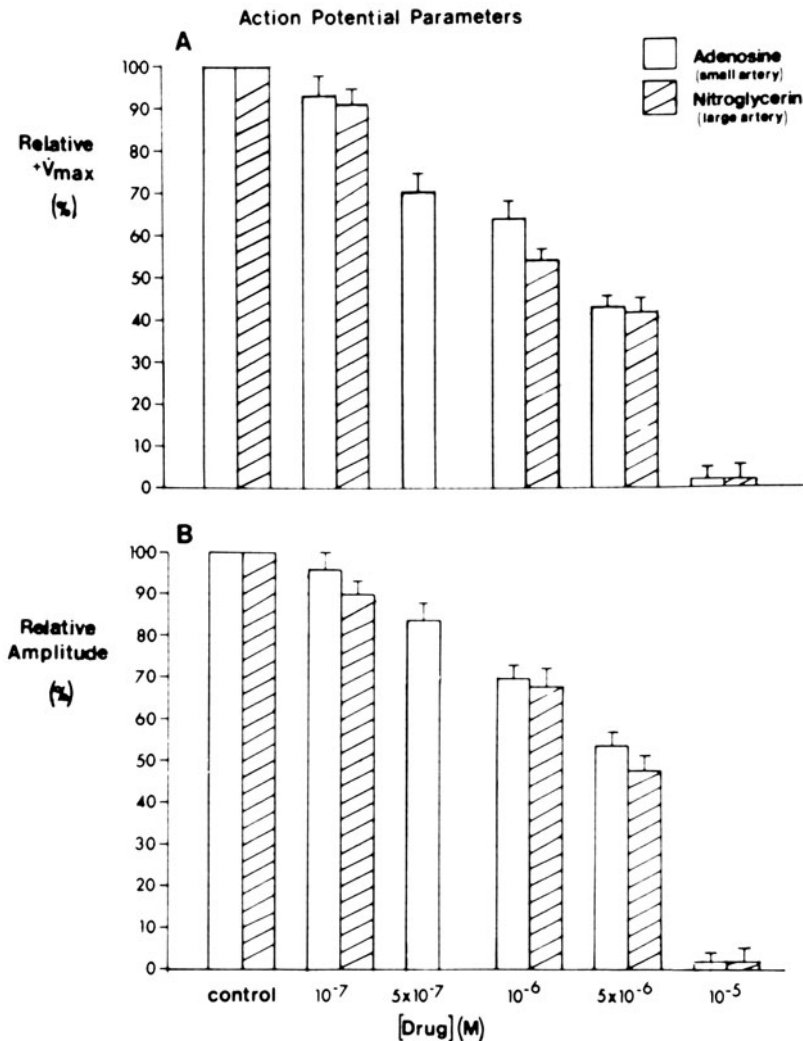 Action Potential Parameters
A
Adenosine
(small artery)
Nitroglycerin
(large artery)
Relative
+V̇max
(%)
100
90
80
70
60
50
40
30
20
10
0
B
Relative
Amplitude
(%)
100
90
80
70
60
50
40
30
20
10
0
control 10⁻⁷ 5x10⁻⁷ 10⁻⁶ 5x10⁻⁶ 10⁻⁵
[Drug] (M)